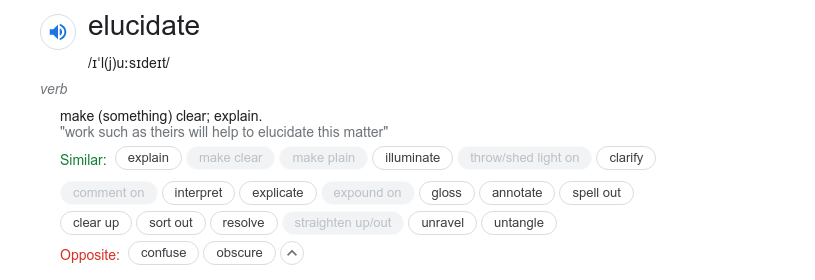 elucidate
/ɪˈl(j)uːsɪdeɪt/
verb
make (something) clear; explain.
"work such as theirs will help to elucidate this matter"
Similar: explain make clear make plain illuminate throw/shed light on clarify
comment on interpret explicate expound on gloss annotate spell out
clear up sort out resolve straighten up/out unravel untangle
Opposite: confuse obscure